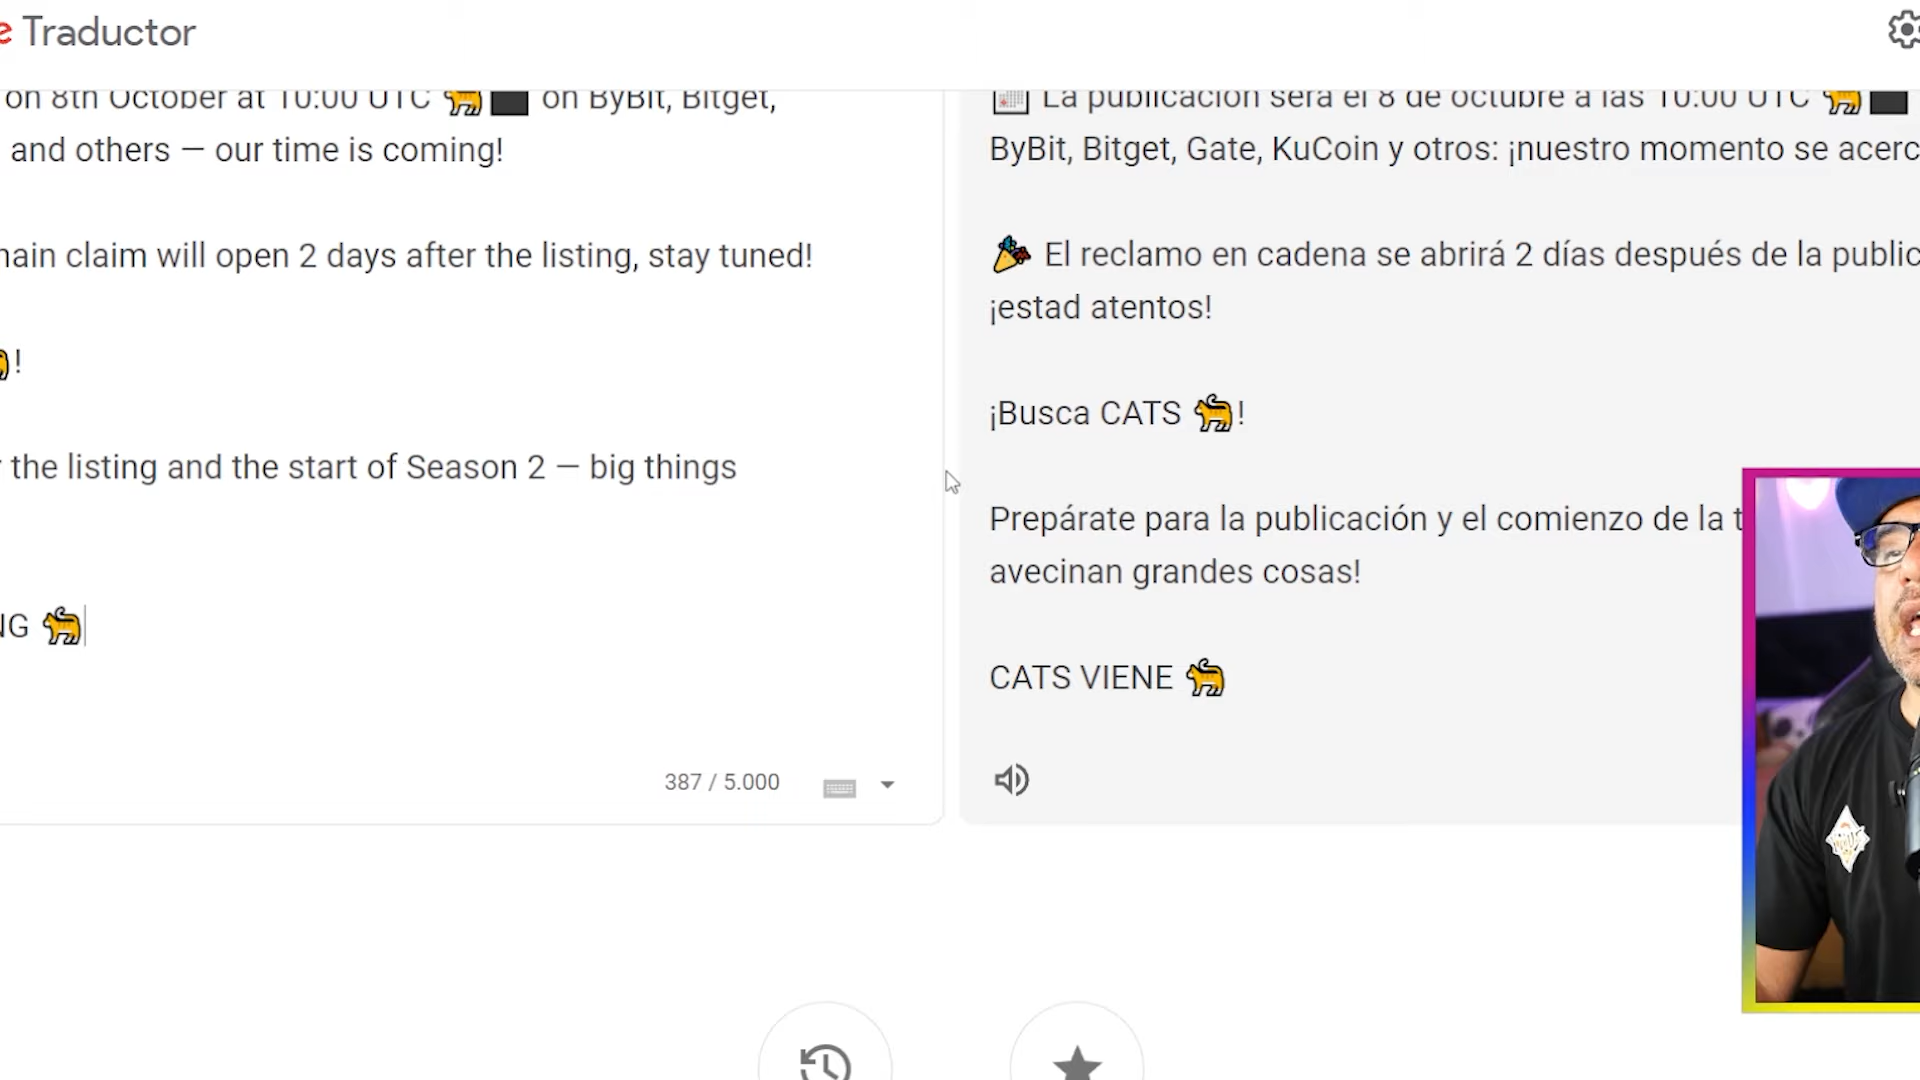 Traductor
on 8th October at 10:00 UTC 🐈⬛ on ByBit, Bitget,
and others — our time is coming!
claim will open 2 days after the listing, stay tuned!
!
the listing and the start of Season 2 — big things
🐈
387 / 5.000
La publicación será el 8 de octubre a las 10:00 UTC 🐈⬛
ByBit, Bitget, Gate, KuCoin y otros: ¡nuestro momento se
🎉 El reclamo en cadena se abrirá 2 días después de la
¡estad atentos!
¡Busca CATS 🐈!
Prepárate para la publicación y el comienzo de la
avecinan grandes cosas!
CATS VIENE 🐈